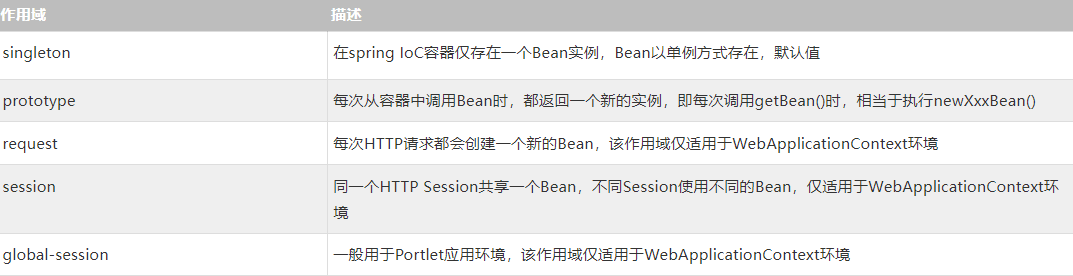 作用域 描述
singleton 在spring IoC容器仅存在一个Bean实例，Bean以单例方式存在，默认值
prototype 每次从容器中调用Bean时，都返回一个新的实例，即每次调用getBean()时，相当于执行newXxxBean()
request 每次HTTP请求都会创建一个新的Bean，该作用域仅适用于WebApplicationContext环境
session 同一个HTTP Session共享一个Bean，不同Session使用不同的Bean，仅适用于WebApplicationContext环
境
global-session 一般用于Portlet应用环境，该作用域仅适用于WebApplicationContext环境